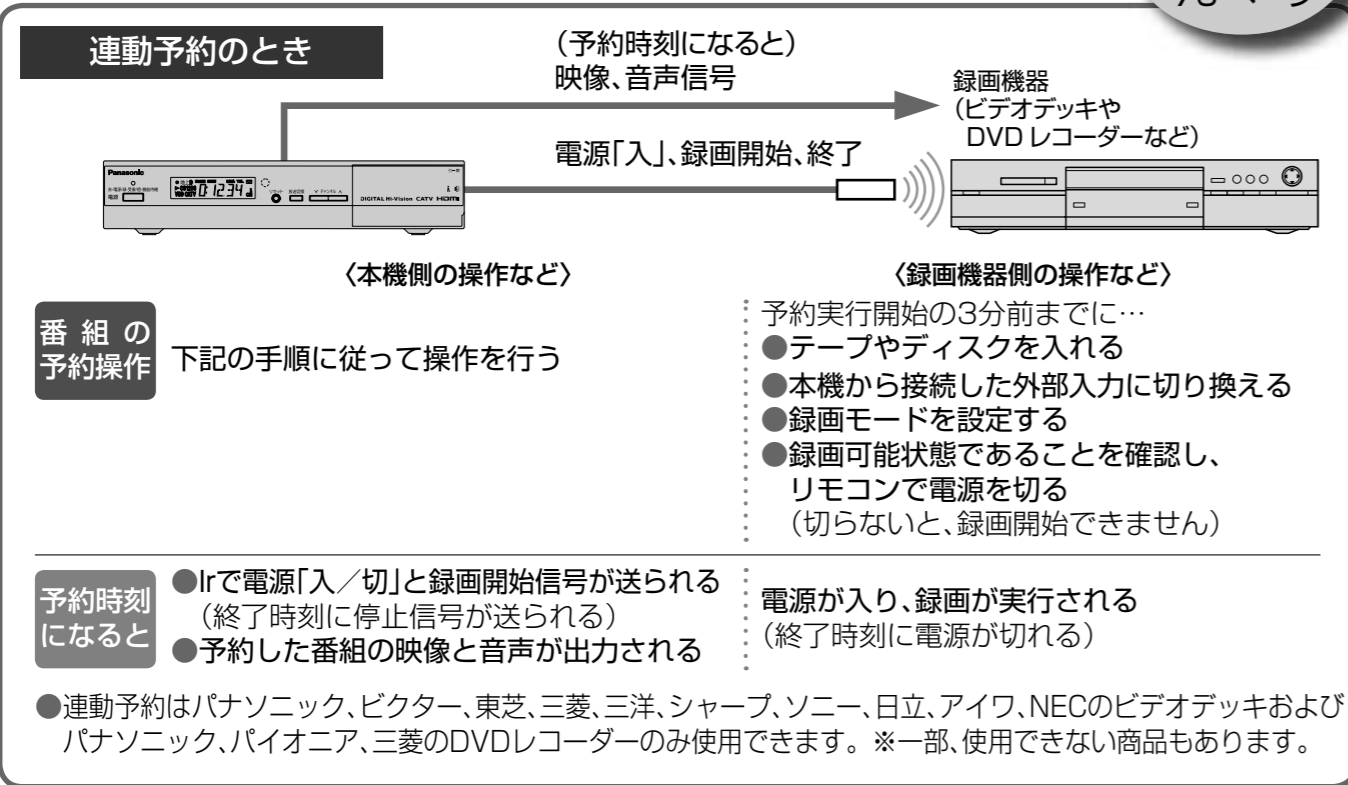 連動予約のとき
(予約時刻になると)
映像、音声信号
録画機器
(ビデオデッキや
DVD レコーダーなど)
電源「入」、録画開始、終了
Panasonic
電源
リセット
チャンネル
DIGITAL Hi-Vision CATV HDMI
〈本機側の操作など〉
〈録画機器側の操作など〉
番組の
予約操作
下記の手順に従って操作を行う
予約実行開始の3分前までに…
●テープやディスクを入れる
●本機から接続した外部入力に切り換える
●録画モードを設定する
●録画可能状態であることを確認し、
リモコンで電源を切る
(切らないと、録画開始できません)
予約時刻
になると
●Irで電源「入/切」と録画開始信号が送られる
(終了時刻に停止信号が送られる)
●予約した番組の映像と音声が出力される
電源が入り、録画が実行される
(終了時刻に電源が切れる)
●連動予約はパナソニック、ビクター、東芝、三菱、三洋、シャープ、ソニー、日立、アイワ、NECのビデオデッキおよび
パナソニック、パイオニア、三菱のDVDレコーダーのみ使用できます。※一部、使用できない商品もあります。